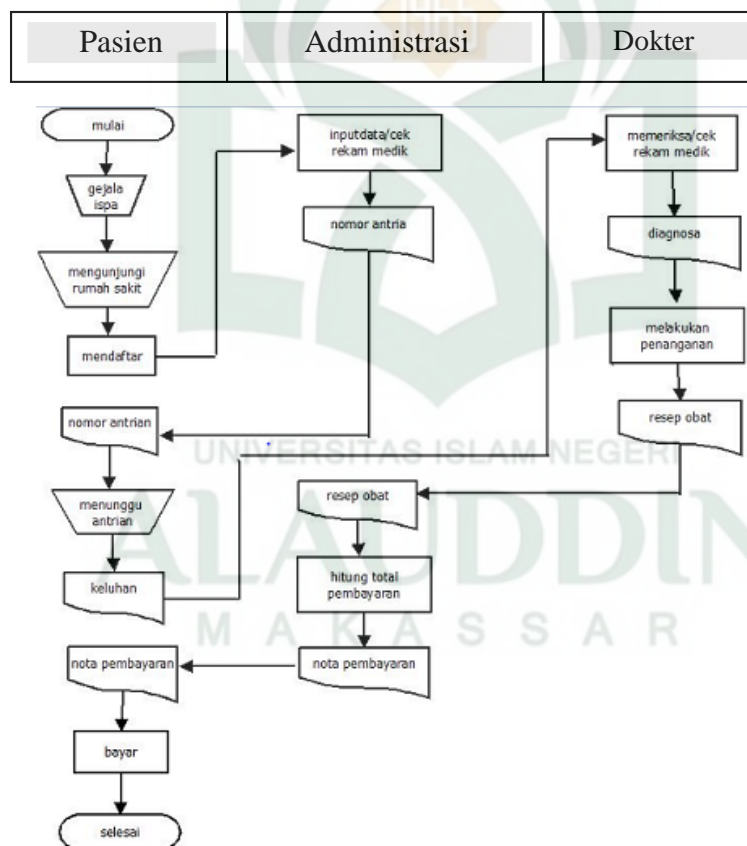 Pasien
Administrasi
Dokter
mulai
gejala
ispa
mengunjungi
rumah sakit
mendaftar
nomor antrian
menunggu
antrian
keluhan
nota pembayaran
bayar
selesai
inputdata/cek
rekam medik
nomor antria
resep obat
hitung total
pembayaran
nota pembayaran
memeriksa/cek
rekam medik
diagnosa
melakukan
penanganan
resep obat
UNIVERSITAS ISLAM NEGERI
ALAUDDIN
MAKASSAR